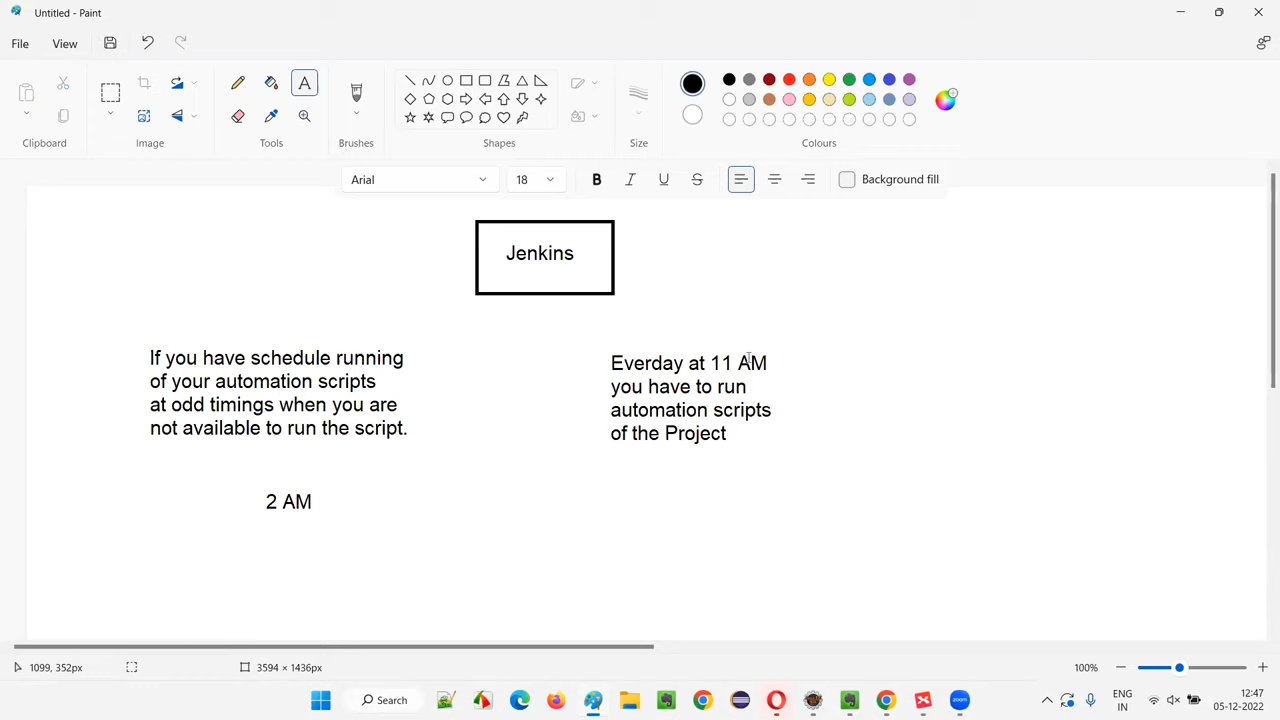 Untitled - Paint
File
View
Clipboard
Image
Tools
Brushes
Shapes
Size
Colours
Arial
18
B
I
U
S
Background fill
Jenkins
If you have schedule running
of your automation scripts
at odd timings when you are
not available to run the script.
2 AM
Everday at 11 AM
you have to run
automation scripts
of the Project
1099, 352px
3594 × 1436px
100%
Search
ENG
IN
12:47
05-12-2022